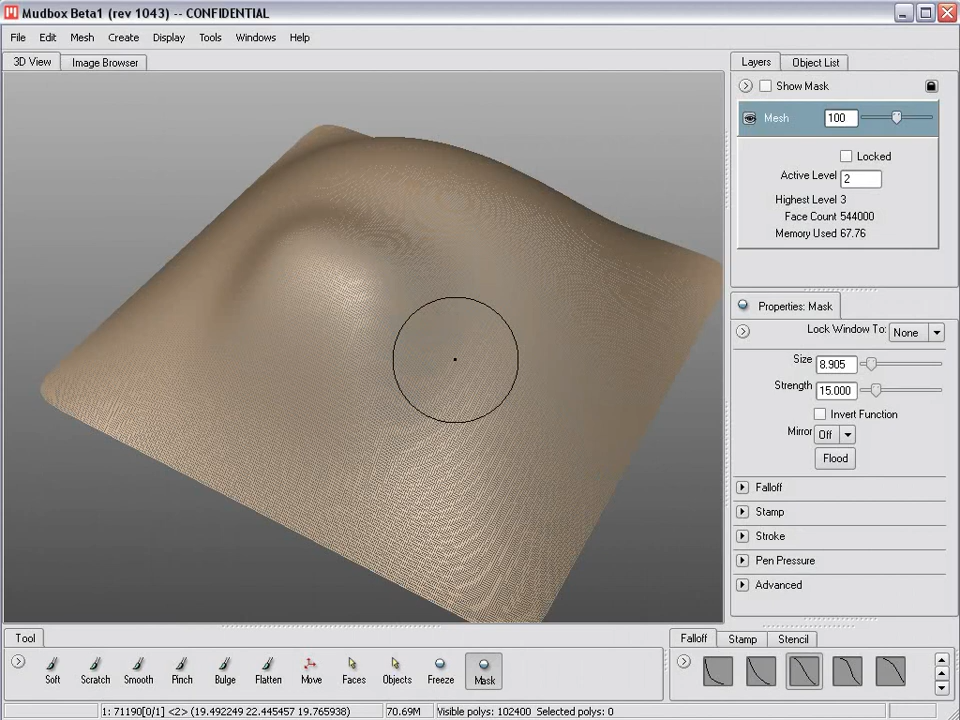 Mudbox Beta1 (rev 1043) -- CONFIDENTIAL
File Edit Mesh Create Display Tools Windows Help
3D View Image Browser
Layers Object List
Show Mask
Mesh 100
Locked
Active Level 2
Highest Level 3
Face Count 544000
Memory Used 67.76
Properties: Mask
Lock Window To: None
Size 8.905
Strength 15.000
Invert Function
Mirror Off
Flood
Falloff
Stamp
Stroke
Pen Pressure
Advanced
Tool
Falloff Stamp Stencil
Soft Scratch Smooth Pinch Bulge Flatten Move Faces Objects Freeze Mask
1: 71190[0/1] <2> (19.492249 22.445457 19.765938) 70.69M Visible polys: 102400 Selected polys: 0